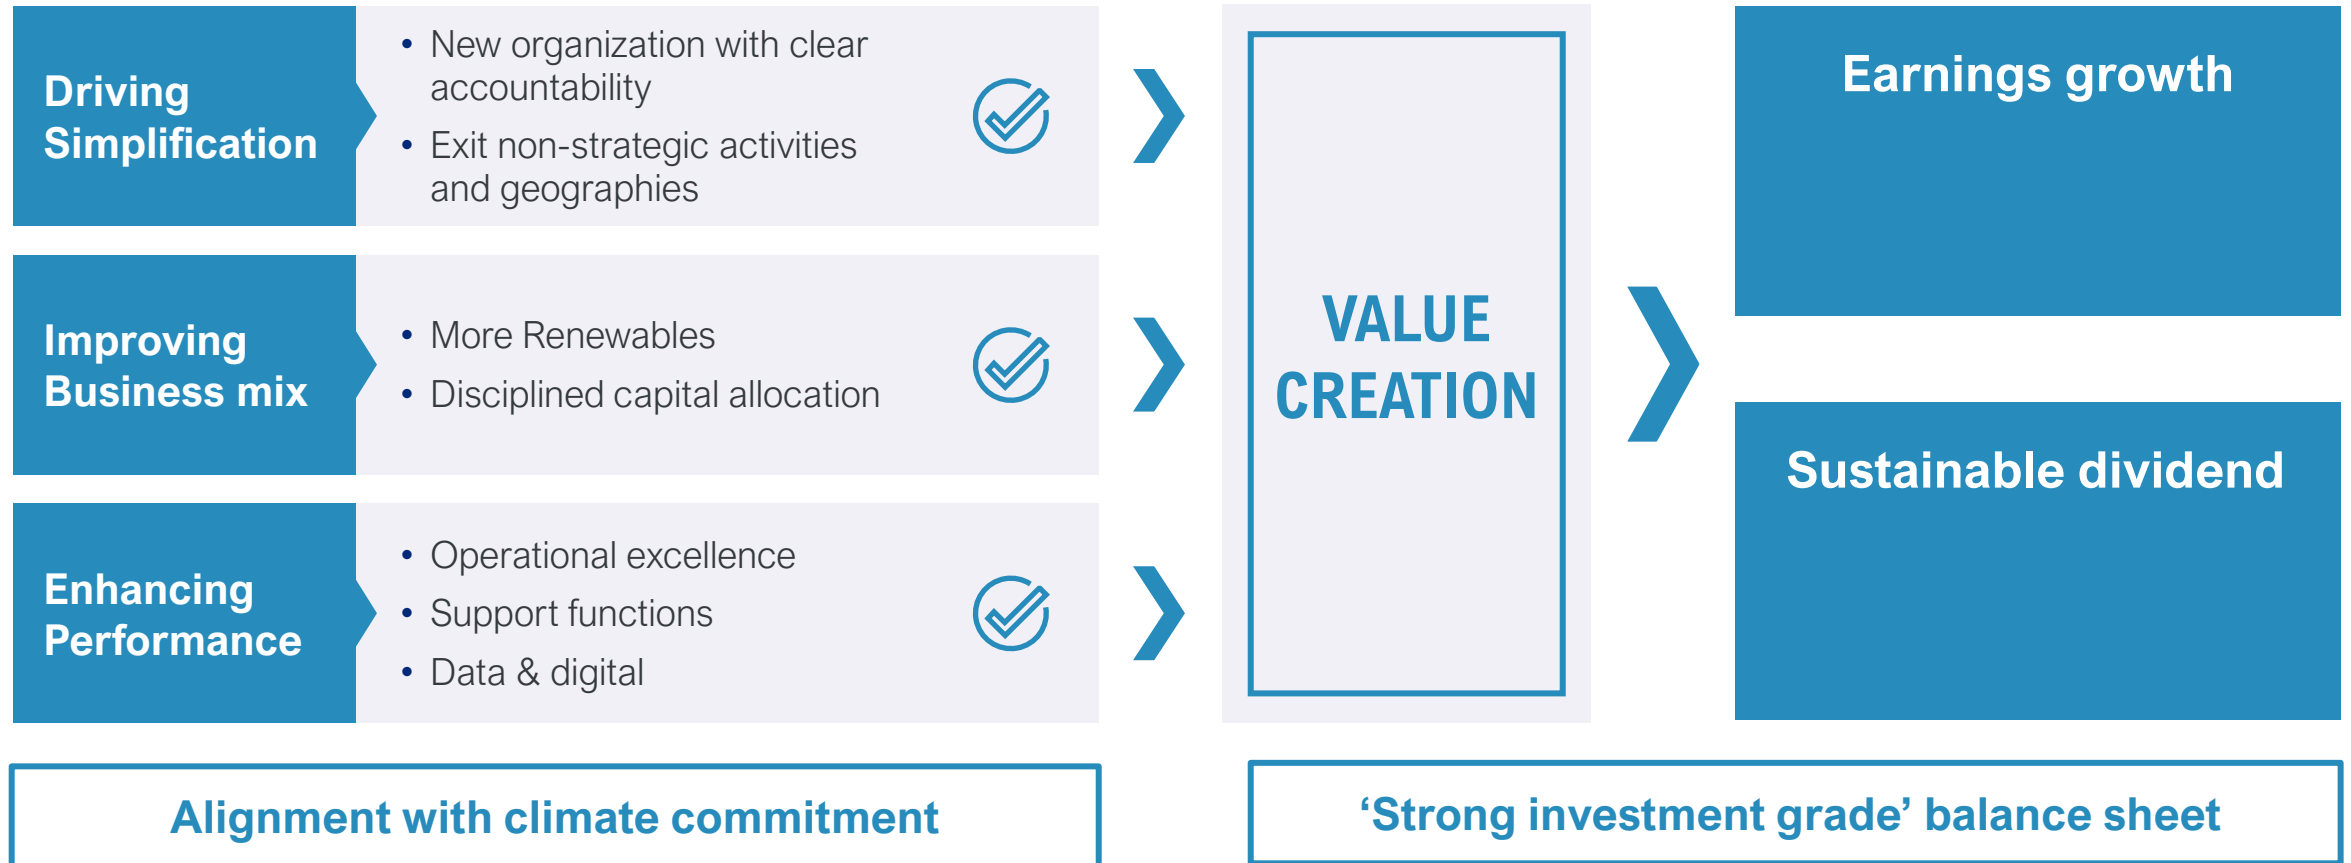 Driving
Simplification
• New organization with clear
accountability
• Exit non-strategic activities
and geographies
Improving
Business mix
• More Renewables
• Disciplined capital allocation
Enhancing
Performance
• Operational excellence
• Support functions
• Data & digital
VALUE
CREATION
Earnings growth
Sustainable dividend
Alignment with climate commitment
‘Strong investment grade’ balance sheet